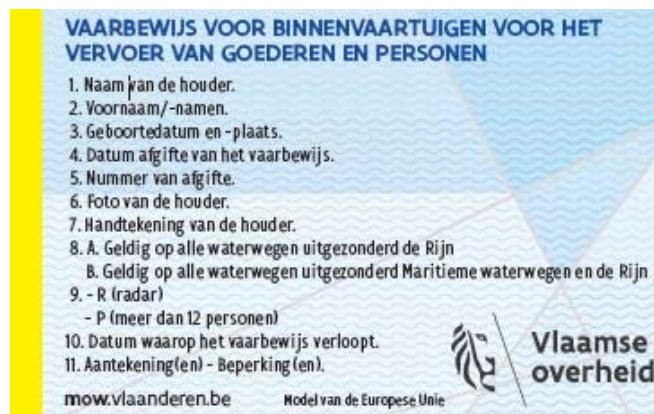 VAARBEWIJS VOOR BINNENVAARTUIGEN VOOR HET
VERVOER VAN GOEDEREN EN PERSONEN
1. Naam van de houder.
2. Voornaam/-namen.
3. Geboortedatum en -plaats.
4. Datum afgifte van het vaarbewijs.
5. Nummer van afgifte.
6. Foto van de houder.
7. Handtekening van de houder.
8. A. Geldig op alle waterwegen uitgezonderd de Rijn
B. Geldig op alle waterwegen uitgezonderd Maritieme waterwegen en de Rijn
9. - R (radar)
- P (meer dan 12 personen)
10. Datum waarop het vaarbewijs verloopt.
11. Aantekening(en) - Beperking(en).
Vlaamse
overheid
mow.vlaanderen.be Model van de Europese Unie